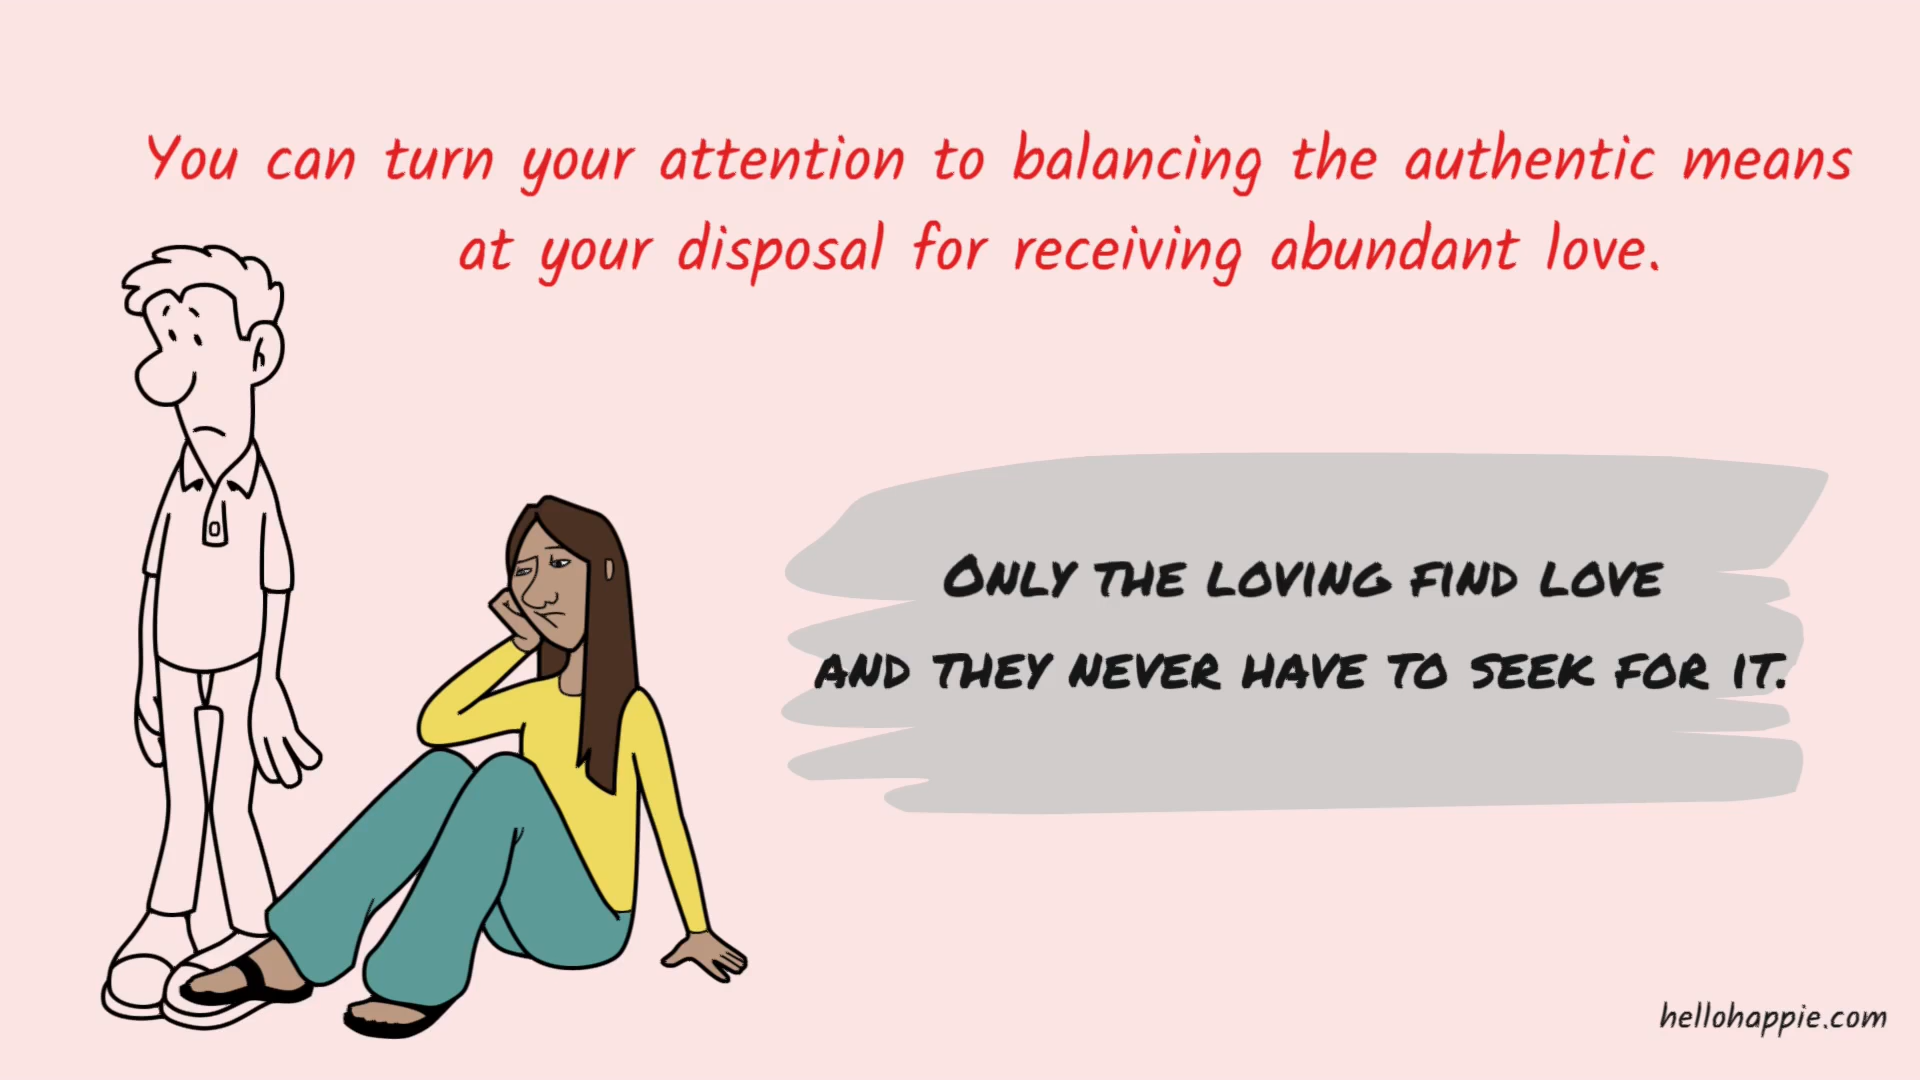 You can turn your attention to balancing the authentic means
at your disposal for receiving abundant love.
Only the loving find love
and they never have to seek for it.
hellohappie.com